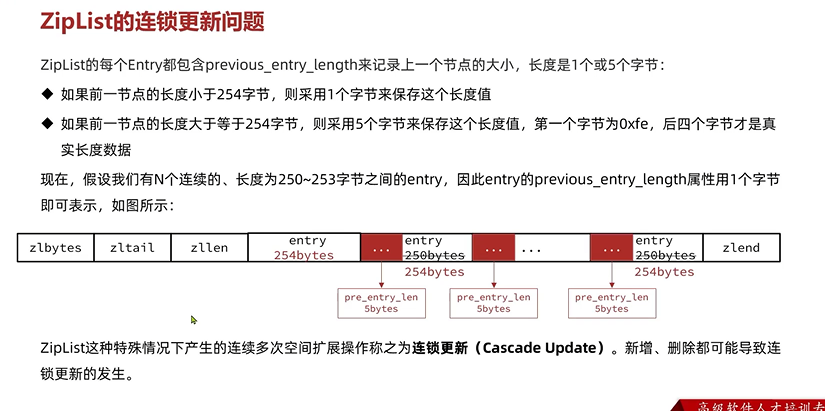 ZipList的连锁更新问题
ZipList的每个Entry都包含previous_entry_length来记录上一个节点的大小，长度是1个或5个字节：
◆ 如果前一节点的长度小于254字节，则采用1个字节来保存这个长度值
◆ 如果前一节点的长度大于等于254字节，则采用5个字节来保存这个长度值，第一个字节为0xfe，后四个字节才是真
实长度数据
现在，假设我们有N个连续的、长度为250~253字节之间的entry，因此entry的previous_entry_length属性用1个字节
即可表示，如图所示：
zlbytes zltail zllen entry 254bytes ... entry 250bytes ... ... ... entry 250bytes zlend
254bytes 254bytes
pre_entry_len pre_entry_len pre_entry_len
5bytes 5bytes 5bytes
ZipList这种特殊情况下产生的连续多次空间扩展操作称之为连锁更新（Cascade Update）。新增、删除都可能导致连
锁更新的发生。
高级软件人才培训专